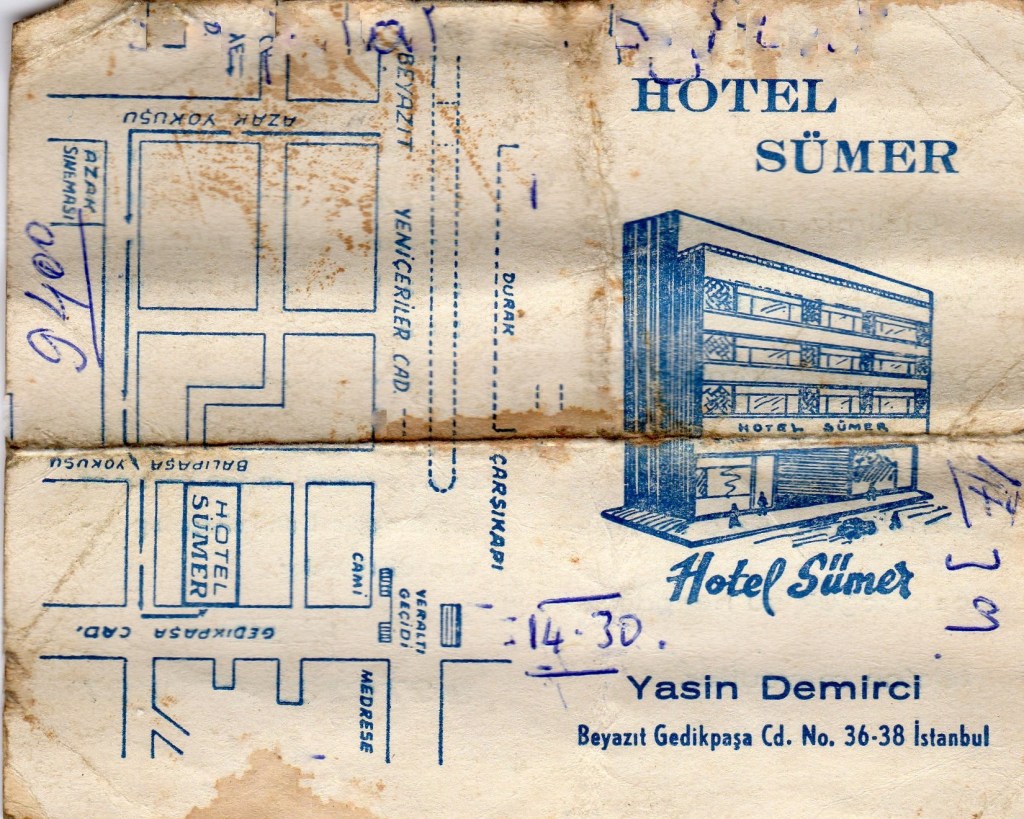 HOTEL
SÜMER
HOTEL SÜMER
Hotel Sümer
14.30.
Yasin Demirci
Beyazıt Gedikpaşa Cd. No. 36-38 İstanbul
AZAK YOKUŞU
AZAK
SİNEMASI
BEYAZIT
YENİÇERİLER CAD.
DURAK
ÇARŞIKAPI
BALIPAŞA YOKUŞU
HOTEL
SÜMER
CAMİ
YERALTI
GEÇİDİ
GEDİKPAŞA CAD.
MEDRESE